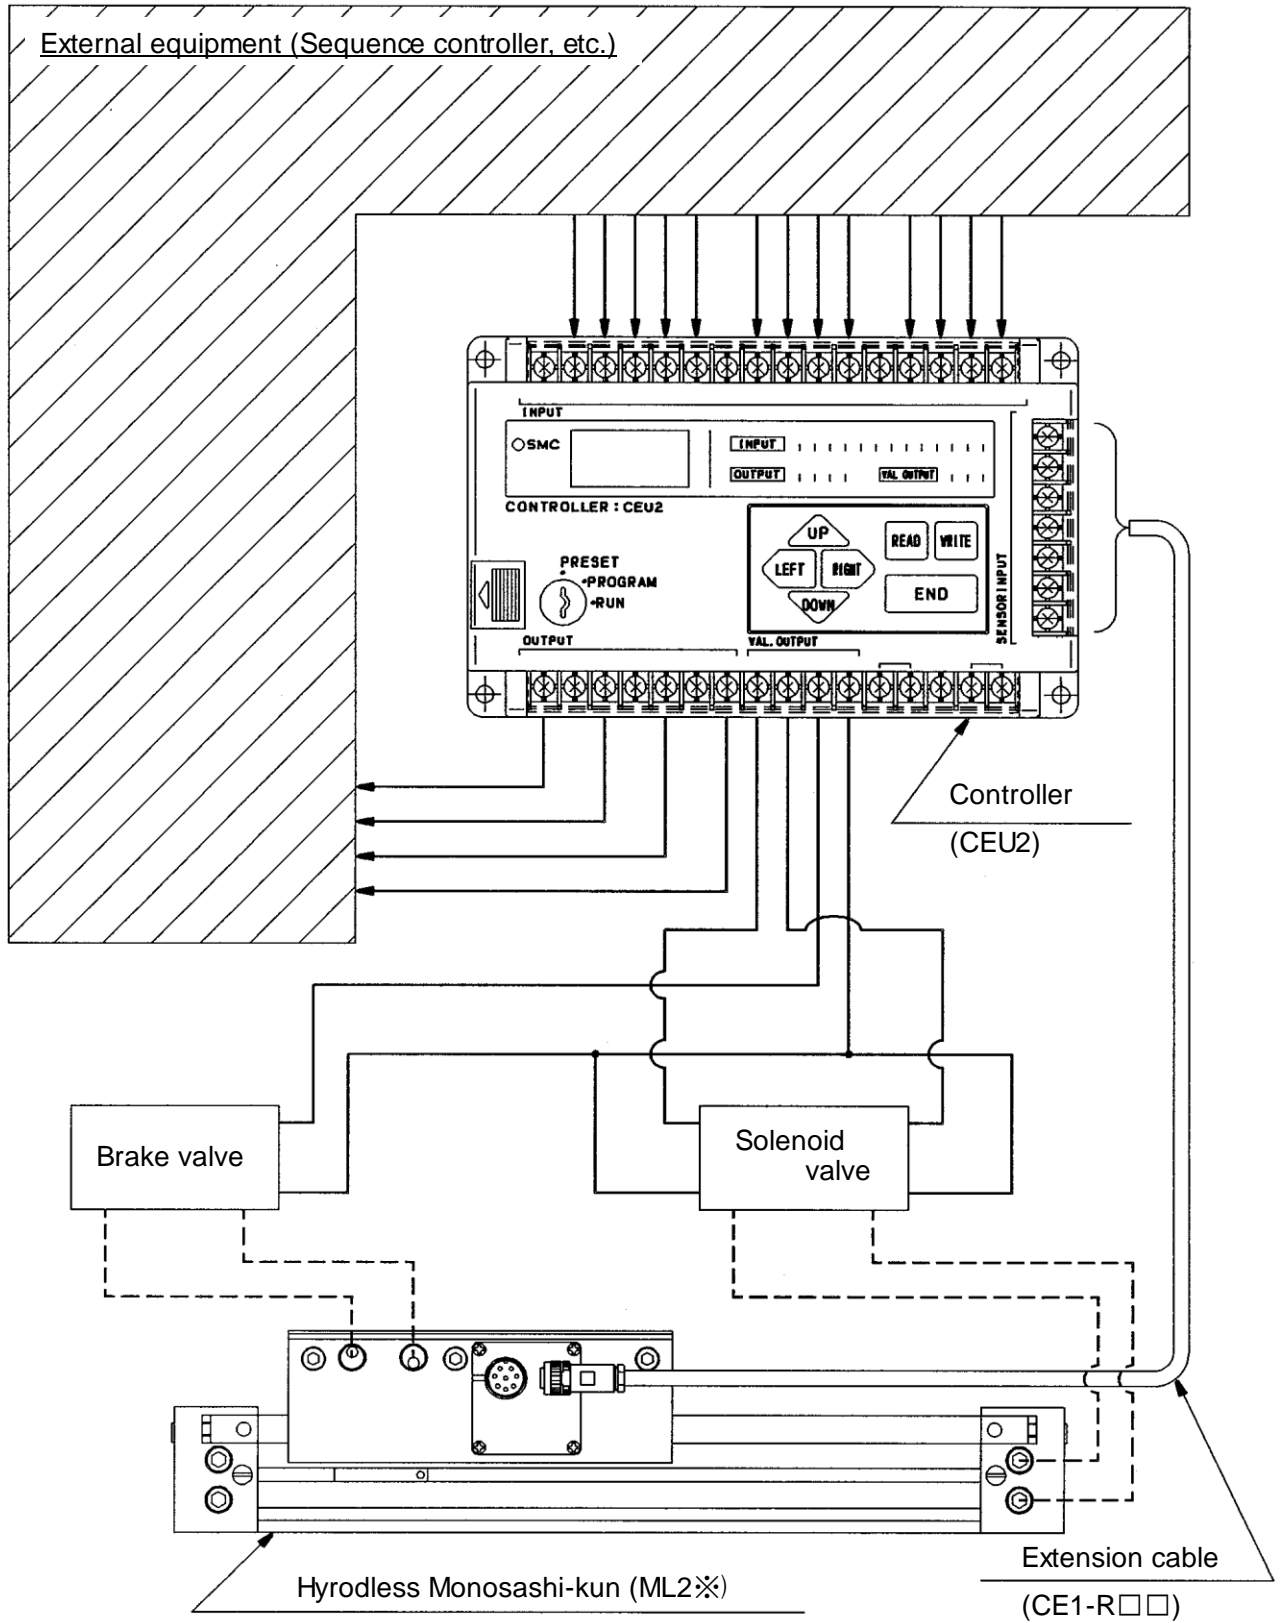 External equipment (Sequence controller, etc.)
INPUT
SMC
INPUT
OUTPUT
VAL OUTPUT
CONTROLLER : CEU2
UP
READ
WRITE
LEFT
RIGHT
DOWN
END
PRESET
PROGRAM
RUN
SENSOR INPUT
OUTPUT
VAL. OUTPUT
Controller
(CEU2)
Brake valve
Solenoid
valve
Hyrodless Monosashi-kun (ML2※)
Extension cable
(CE1-R□□)